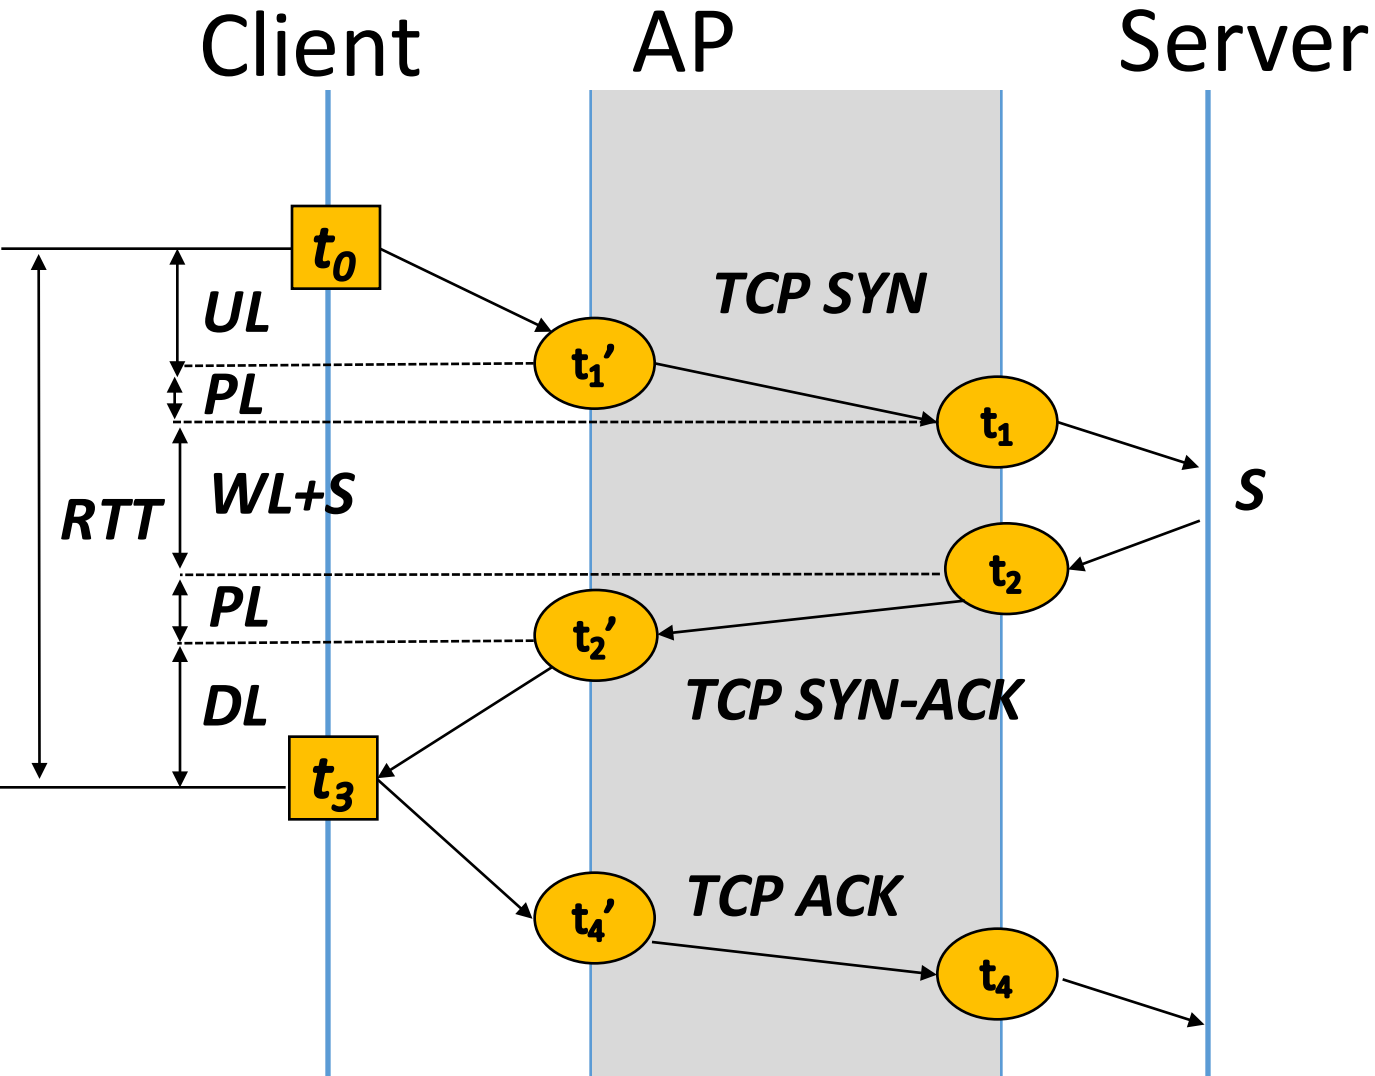 Client
AP
Server
t0
UL
TCP SYN
t1’
PL
t1
WL+S
S
RTT
t2
PL
t2’
DL
TCP SYN-ACK
t3
TCP ACK
t4’
t4